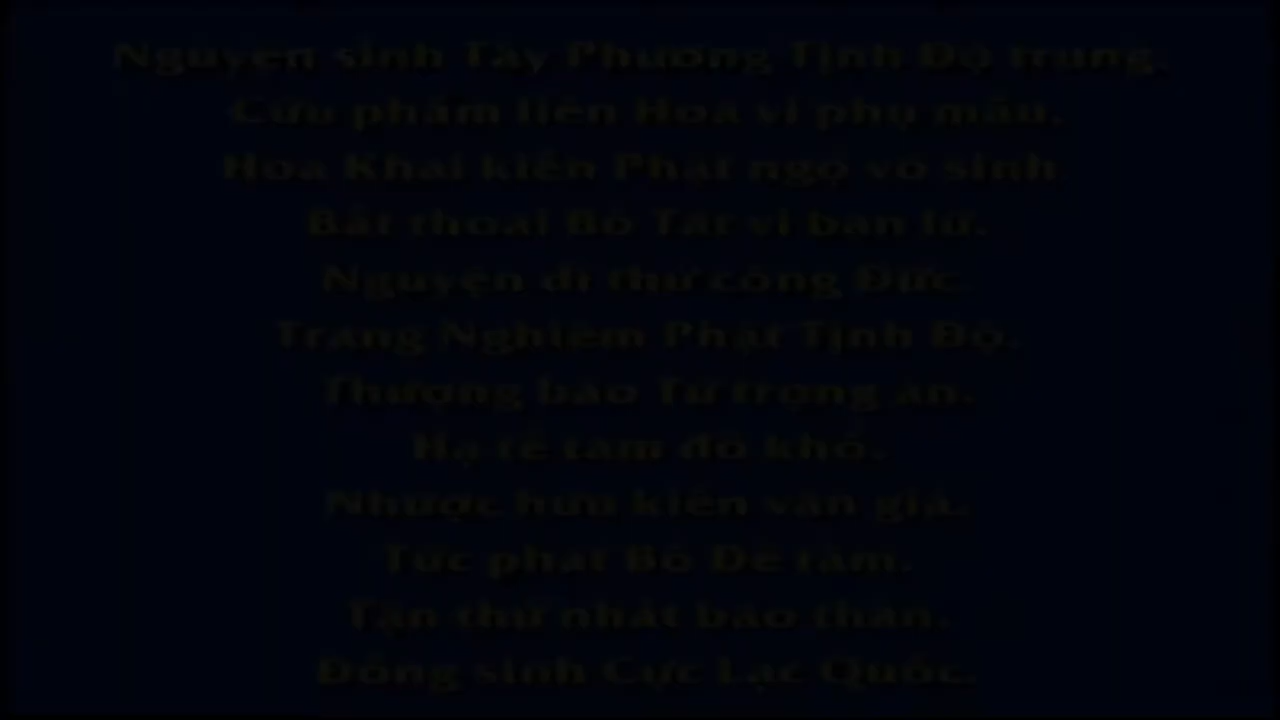 Nguyện sinh Tây Phương Tịnh Độ trung.
Cửu phẩm liên Hoa vi phụ mẫu.
Hoa Khai kiến Phật ngộ vô sinh
Bất thoái Bồ Tát vi bạn lữ.
Nguyện dĩ thử công Đức.
Trang Nghiêm Phật Tịnh Độ.
Thượng báo Tứ trọng ân.
Hạ tế tam đồ khổ.
Nhược hữu kiến văn giả.
Tức phát Bồ Đề tâm.
Tận thử nhất báo thân.
Đồng sinh Cực Lạc Quốc.